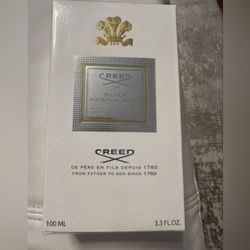 CREED
SILVER
MOUNTAIN WATER
CREED
DE PÈRE EN FILS DEPUIS 1760
FROM FATHER TO SON SINCE 1760
100 ML
3.3 FL.OZ.